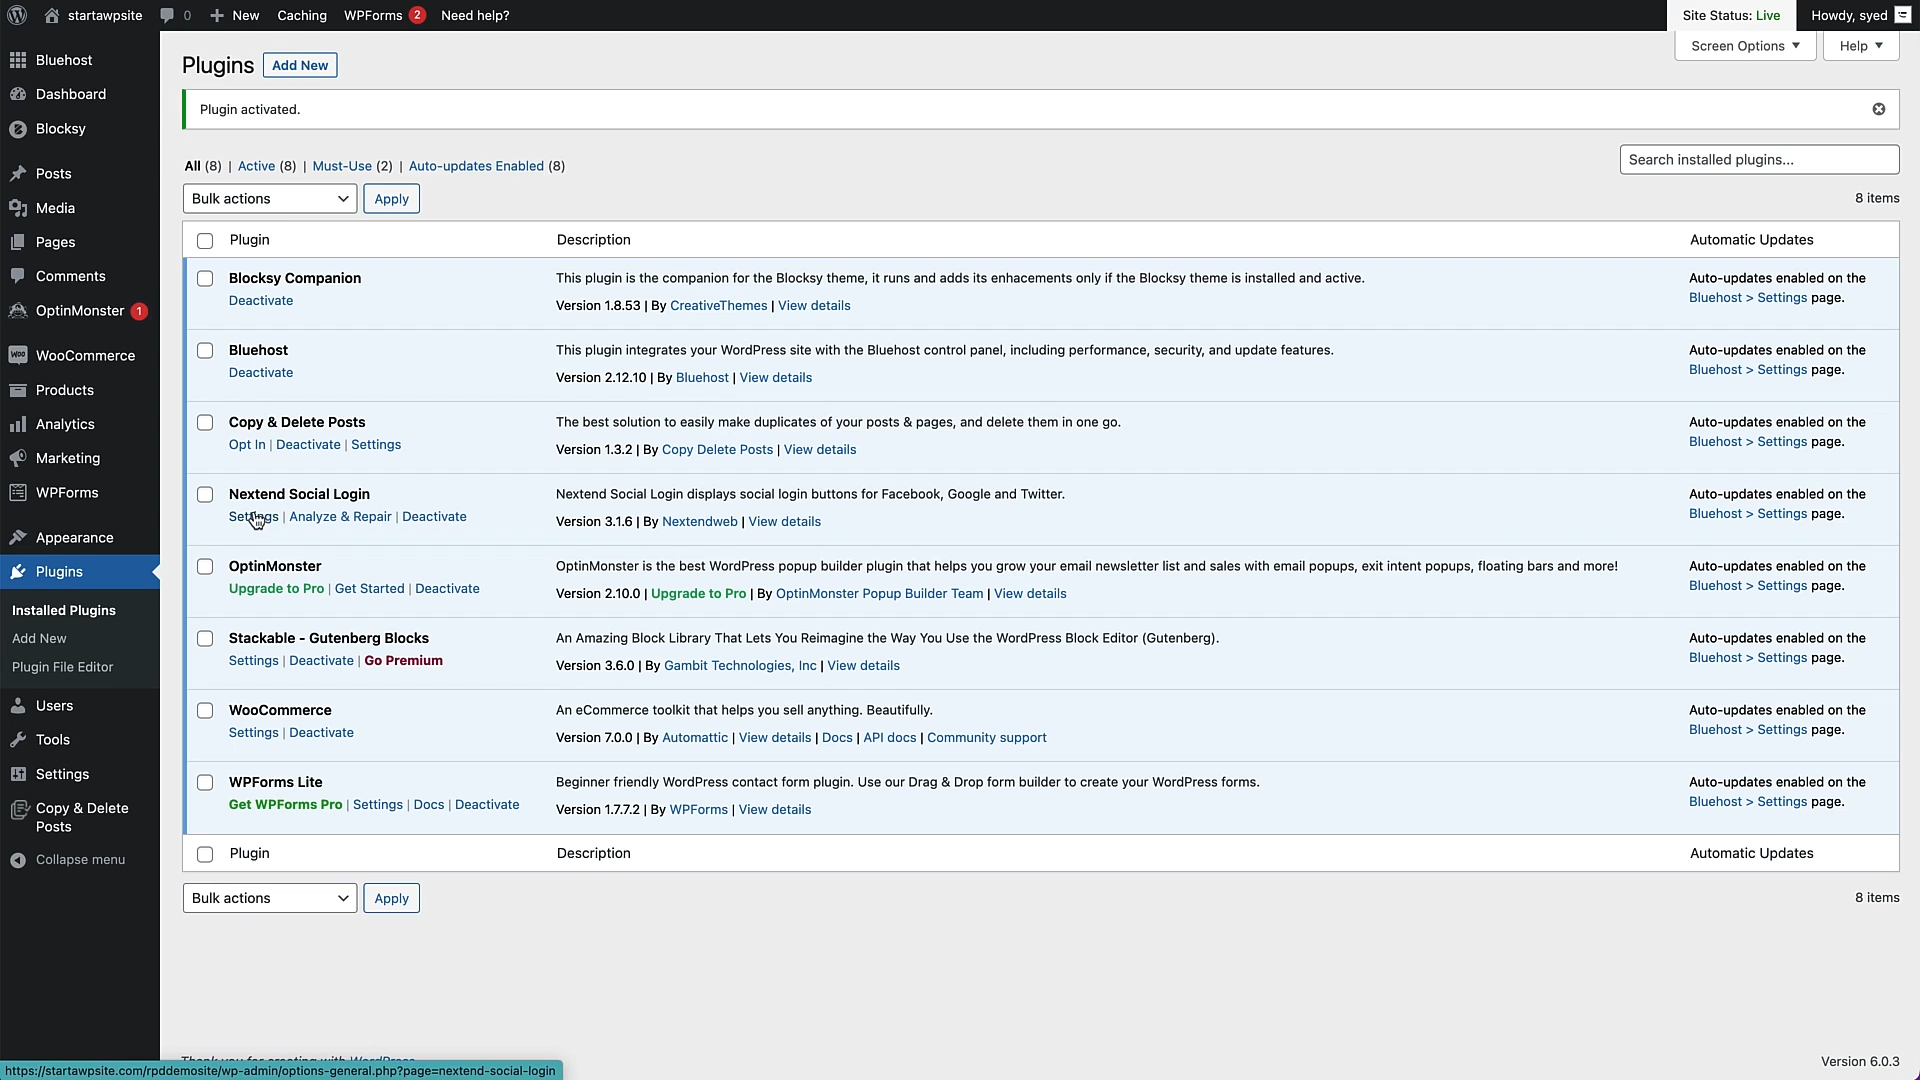 startawpsite 0 New Caching WPForms 2 Need help? Site Status: Live Howdy, syed
Screen Options Help
Bluehost
Dashboard
Blocksy
Posts
Media
Pages
Comments
OptinMonster 1
WooCommerce
Products
Analytics
Marketing
WPForms
Appearance
Plugins
Installed Plugins
Add New
Plugin File Editor
Users
Tools
Settings
Copy & Delete
Posts
Collapse menu
Plugins Add New
Plugin activated.
All (8) | Active (8) | Must-Use (2) | Auto-updates Enabled (8)
Search installed plugins...
Bulk actions Apply
8 items
Plugin Description Automatic Updates
Blocksy Companion
Deactivate
This plugin is the companion for the Blocksy theme, it runs and adds its enhacements only if the Blocksy theme is installed and active.
Version 1.8.53 | By CreativeThemes | View details
Auto-updates enabled on the
Bluehost > Settings page.
Bluehost
Deactivate
This plugin integrates your WordPress site with the Bluehost control panel, including performance, security, and update features.
Version 2.12.10 | By Bluehost | View details
Auto-updates enabled on the
Bluehost > Settings page.
Copy & Delete Posts
Opt In | Deactivate | Settings
The best solution to easily make duplicates of your posts & pages, and delete them in one go.
Version 1.3.2 | By Copy Delete Posts | View details
Auto-updates enabled on the
Bluehost > Settings page.
Nextend Social Login
Settings | Analyze & Repair | Deactivate
Nextend Social Login displays social login buttons for Facebook, Google and Twitter.
Version 3.1.6 | By Nextendweb | View details
Auto-updates enabled on the
Bluehost > Settings page.
OptinMonster
Upgrade to Pro | Get Started | Deactivate
OptinMonster is the best WordPress popup builder plugin that helps you grow your email newsletter list and sales with email popups, exit intent popups, floating bars and more!
Version 2.10.0 | Upgrade to Pro | By OptinMonster Popup Builder Team | View details
Auto-updates enabled on the
Bluehost > Settings page.
Stackable - Gutenberg Blocks
Settings | Deactivate | Go Premium
An Amazing Block Library That Lets You Reimagine the Way You Use the WordPress Block Editor (Gutenberg).
Version 3.6.0 | By Gambit Technologies, Inc | View details
Auto-updates enabled on the
Bluehost > Settings page.
WooCommerce
Settings | Deactivate
An eCommerce toolkit that helps you sell anything. Beautifully.
Version 7.0.0 | By Automattic | View details | Docs | API docs | Community support
Auto-updates enabled on the
Bluehost > Settings page.
WPForms Lite
Get WPForms Pro | Settings | Docs | Deactivate
Beginner friendly WordPress contact form plugin. Use our Drag & Drop form builder to create your WordPress forms.
Version 1.7.7.2 | By WPForms | View details
Auto-updates enabled on the
Bluehost > Settings page.
Plugin Description Automatic Updates
Bulk actions Apply
8 items
Thank you for creating with WordPress
Version 6.0.3
https://startawpsite.com/rpddemosite/wp-admin/options-general.php?page=nextend-social-login